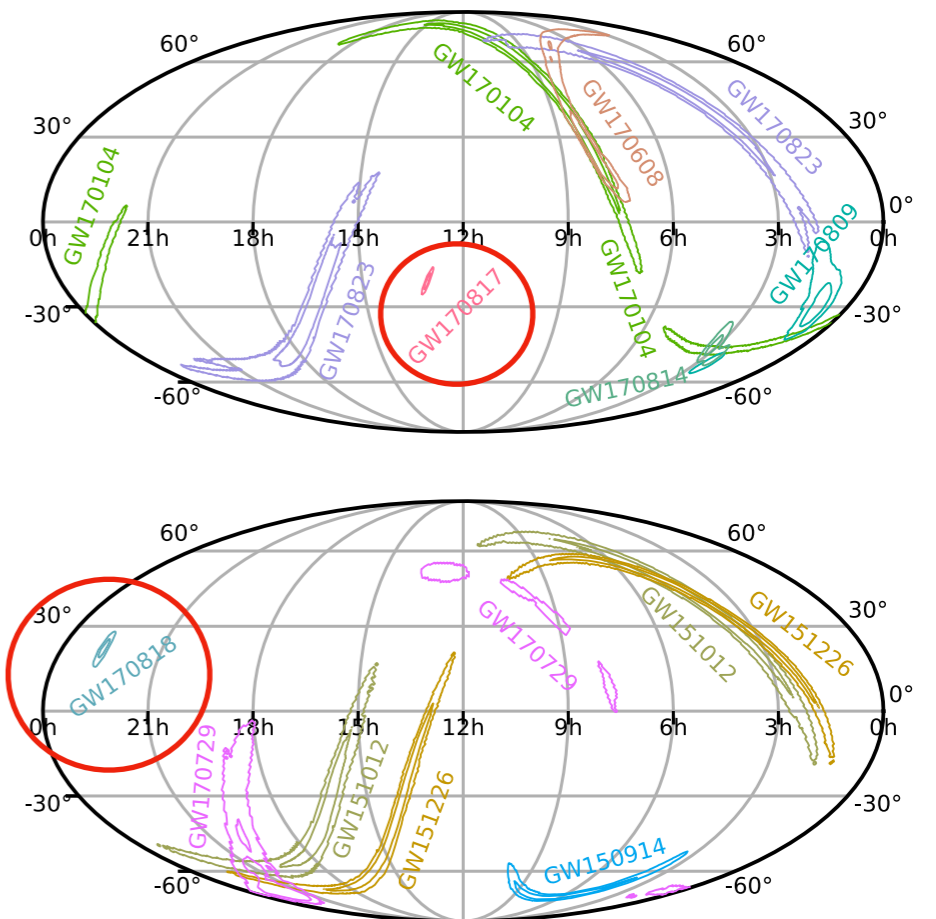 60°
60°
GW170104
GW170608
GW170823
30°
30°
GW170104
0°
0h
21h
18h
15h
12h
9h
6h
3h
0h
GW170809
GW170823
GW170817
GW170104
-30°
-30°
GW170814
-60°
-60°
60°
60°
30°
30°
GW170818
GW170729
GW151012
GW151226
0°
0h
21h
18h
15h
12h
9h
6h
3h
0h
GW170729
GW151012
GW151226
-30°
-30°
GW150914
-60°
-60°